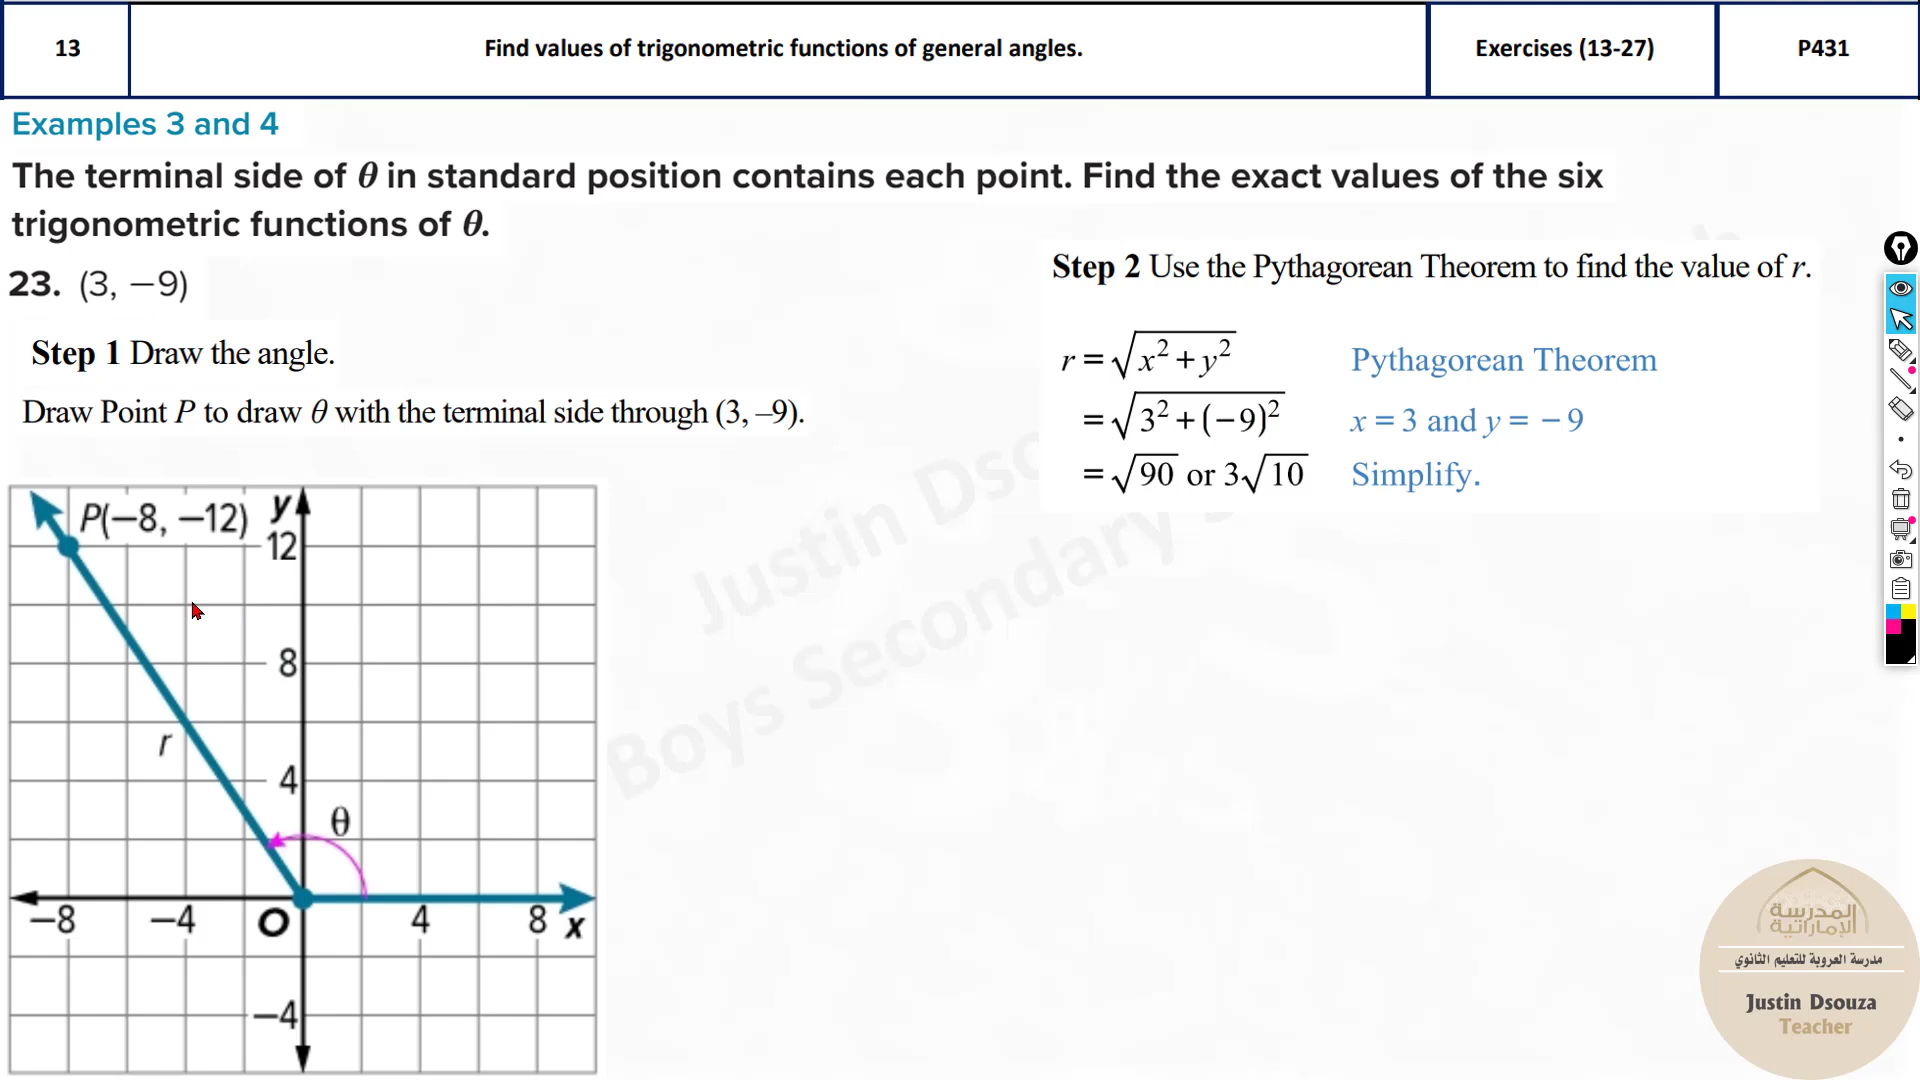 13
Find values of trigonometric functions of general angles.
Exercises (13-27)
P431
Examples 3 and 4
The terminal side of θ in standard position contains each point. Find the exact values of the six
trigonometric functions of θ.
23. (3, −9)
Step 1 Draw the angle.
Draw Point P to draw θ with the terminal side through (3, –9).
P(−8, −12)
y
12
8
r
4
θ
−8
−4
O
4
8
x
−4
Step 2 Use the Pythagorean Theorem to find the value of r.
r = √x² + y² Pythagorean Theorem
= √3² + (−9)² x = 3 and y = − 9
= √90 or 3√10 Simplify.
Justin Dso
Boys Secondary S
المدرسة
الإماراتية
مدرسة العروبة للتعليم الثانوي
Justin Dsouza
Teacher